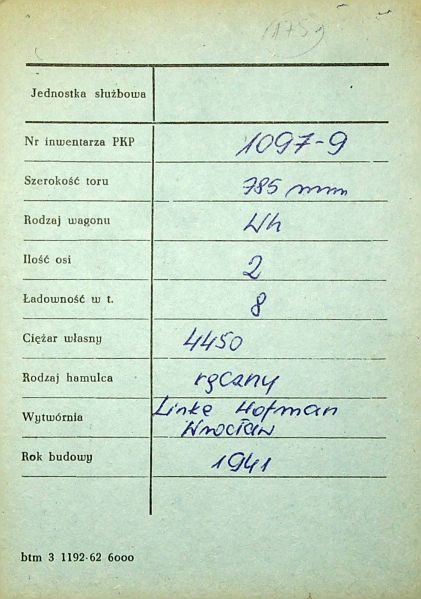 Jednostka służbowa
Nr inwentarza PKP 1097-9
Szerokość toru 785 mm
Rodzaj wagonu Wh
Ilość osi 2
Ładowność w t. 8
Ciężar własny 4450
Rodzaj hamulca ręczny
Wytwórnia Linke Hofman
Wrocław
Rok budowy 1941
btm 3 1192-62 6000